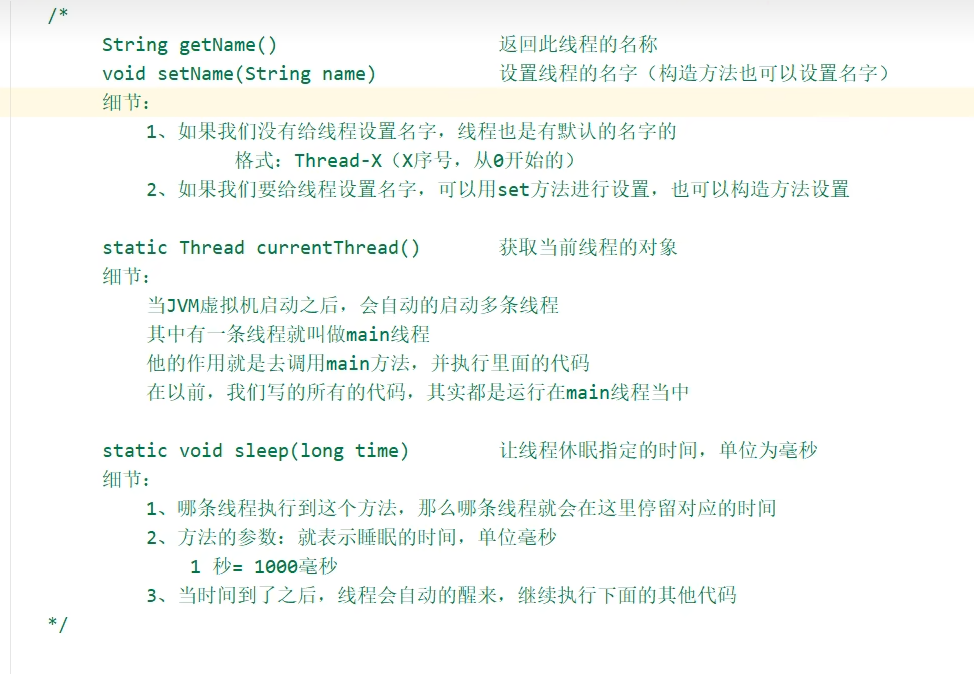 /*
String getName() 返回此线程的名称
void setName(String name) 设置线程的名字（构造方法也可以设置名字）
细节：
1、如果我们没有给线程设置名字，线程也是有默认的名字的
格式：Thread-X（X序号，从0开始的）
2、如果我们要给线程设置名字，可以用set方法进行设置，也可以构造方法设置
static Thread currentThread() 获取当前线程的对象
细节：
当JVM虚拟机启动之后，会自动的启动多条线程
其中有一条线程就叫做main线程
他的作用就是去调用main方法，并执行里面的代码
在以前，我们写的所有的代码，其实都是运行在main线程当中
static void sleep(long time) 让线程休眠指定的时间，单位为毫秒
细节：
1、哪条线程执行到这个方法，那么哪条线程就会在这里停留对应的时间
2、方法的参数：就表示睡眠的时间，单位毫秒
1 秒= 1000毫秒
3、当时间到了之后，线程会自动的醒来，继续执行下面的其他代码
*/